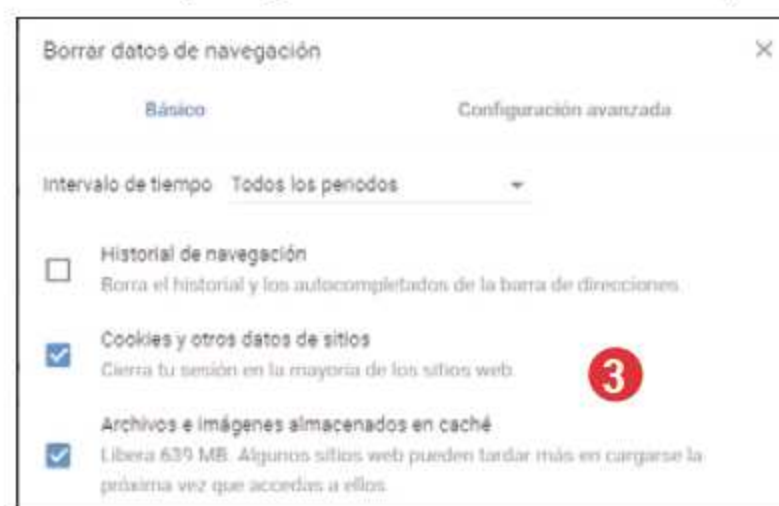 Borrar datos de navegación
Básico
Configuración avanzada
Intervalo de tiempo Todos los periodos
Historial de navegación
Borra el historial y los autocompletados de la barra de direcciones.
Cookies y otros datos de sitios
Cierra tu sesión en la mayoría de los sitios web.
3
Archivos e imágenes almacenados en caché
Libera 639 MB. Algunos sitios web pueden tardar más en cargarse la
próxima vez que accedas a ellos.